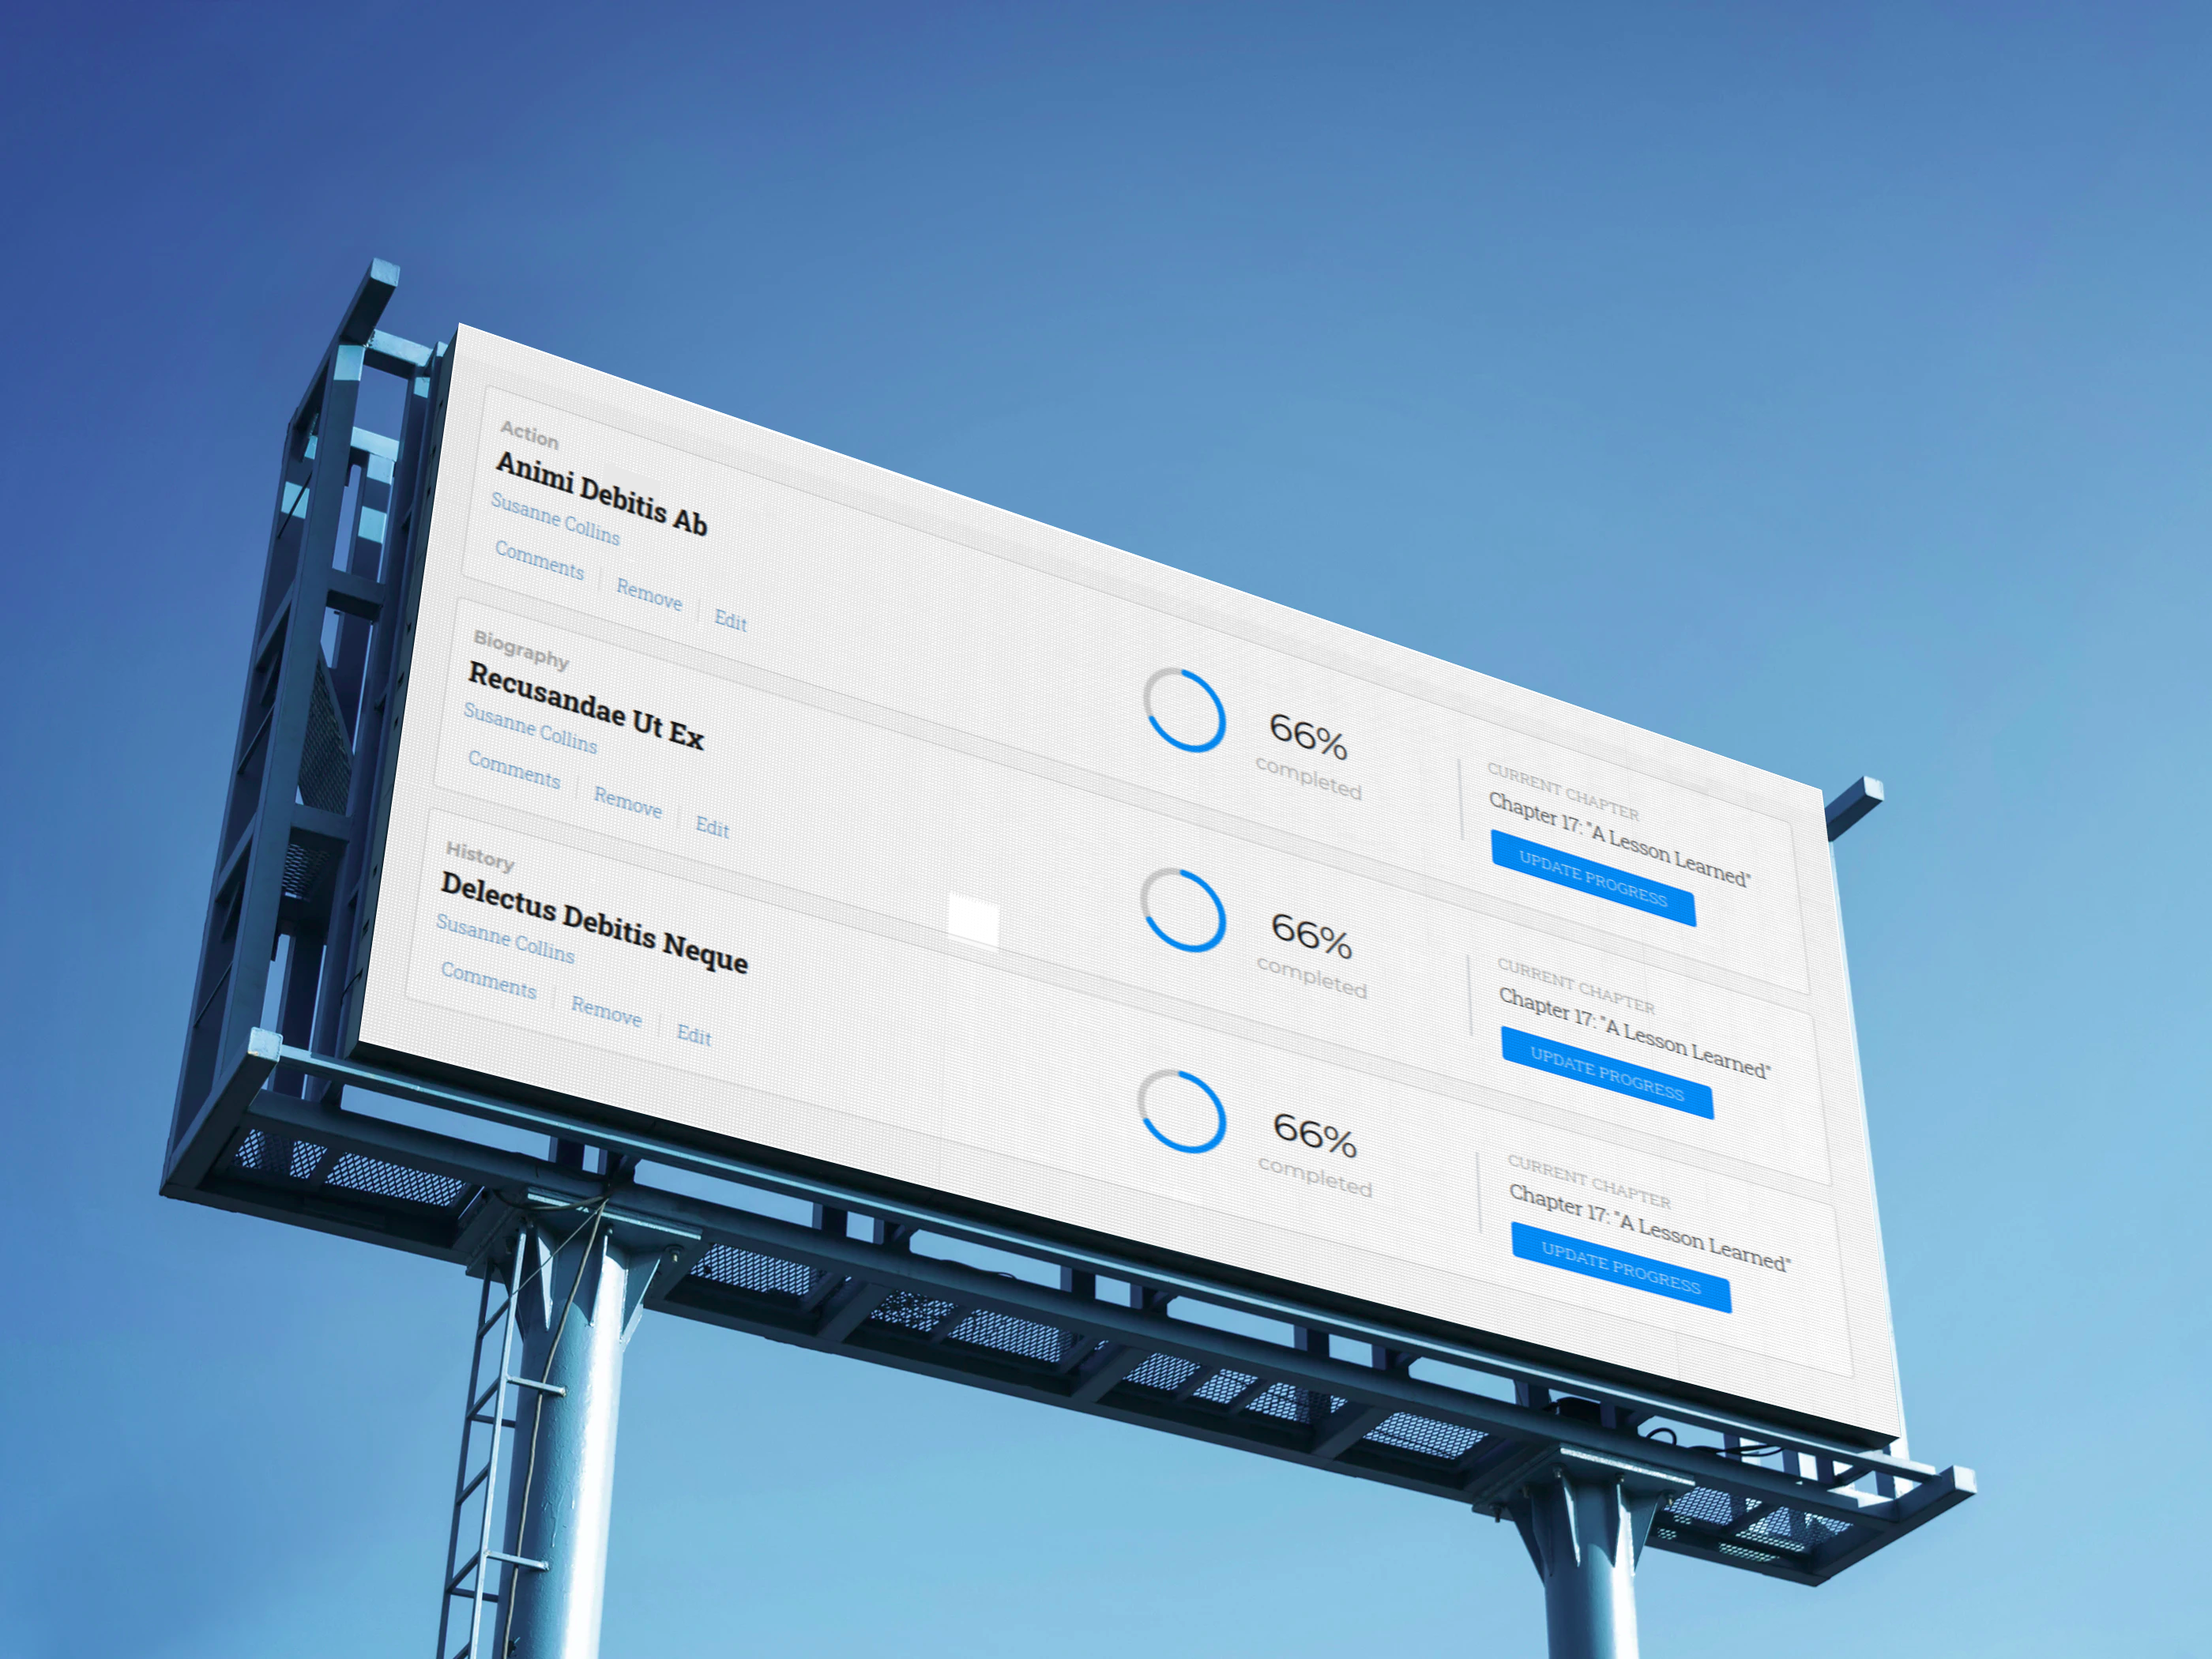 Action
Animi Debitis Ab
Susanne Collins
Comments Remove Edit
66%
completed
CURRENT CHAPTER
Chapter 17: "A Lesson Learned"
UPDATE PROGRESS
Biography
Recusandae Ut Ex
Susanne Collins
Comments Remove Edit
66%
completed
CURRENT CHAPTER
Chapter 17: "A Lesson Learned"
UPDATE PROGRESS
History
Delectus Debitis Neque
Susanne Collins
Comments Remove Edit
66%
completed
CURRENT CHAPTER
Chapter 17: "A Lesson Learned"
UPDATE PROGRESS